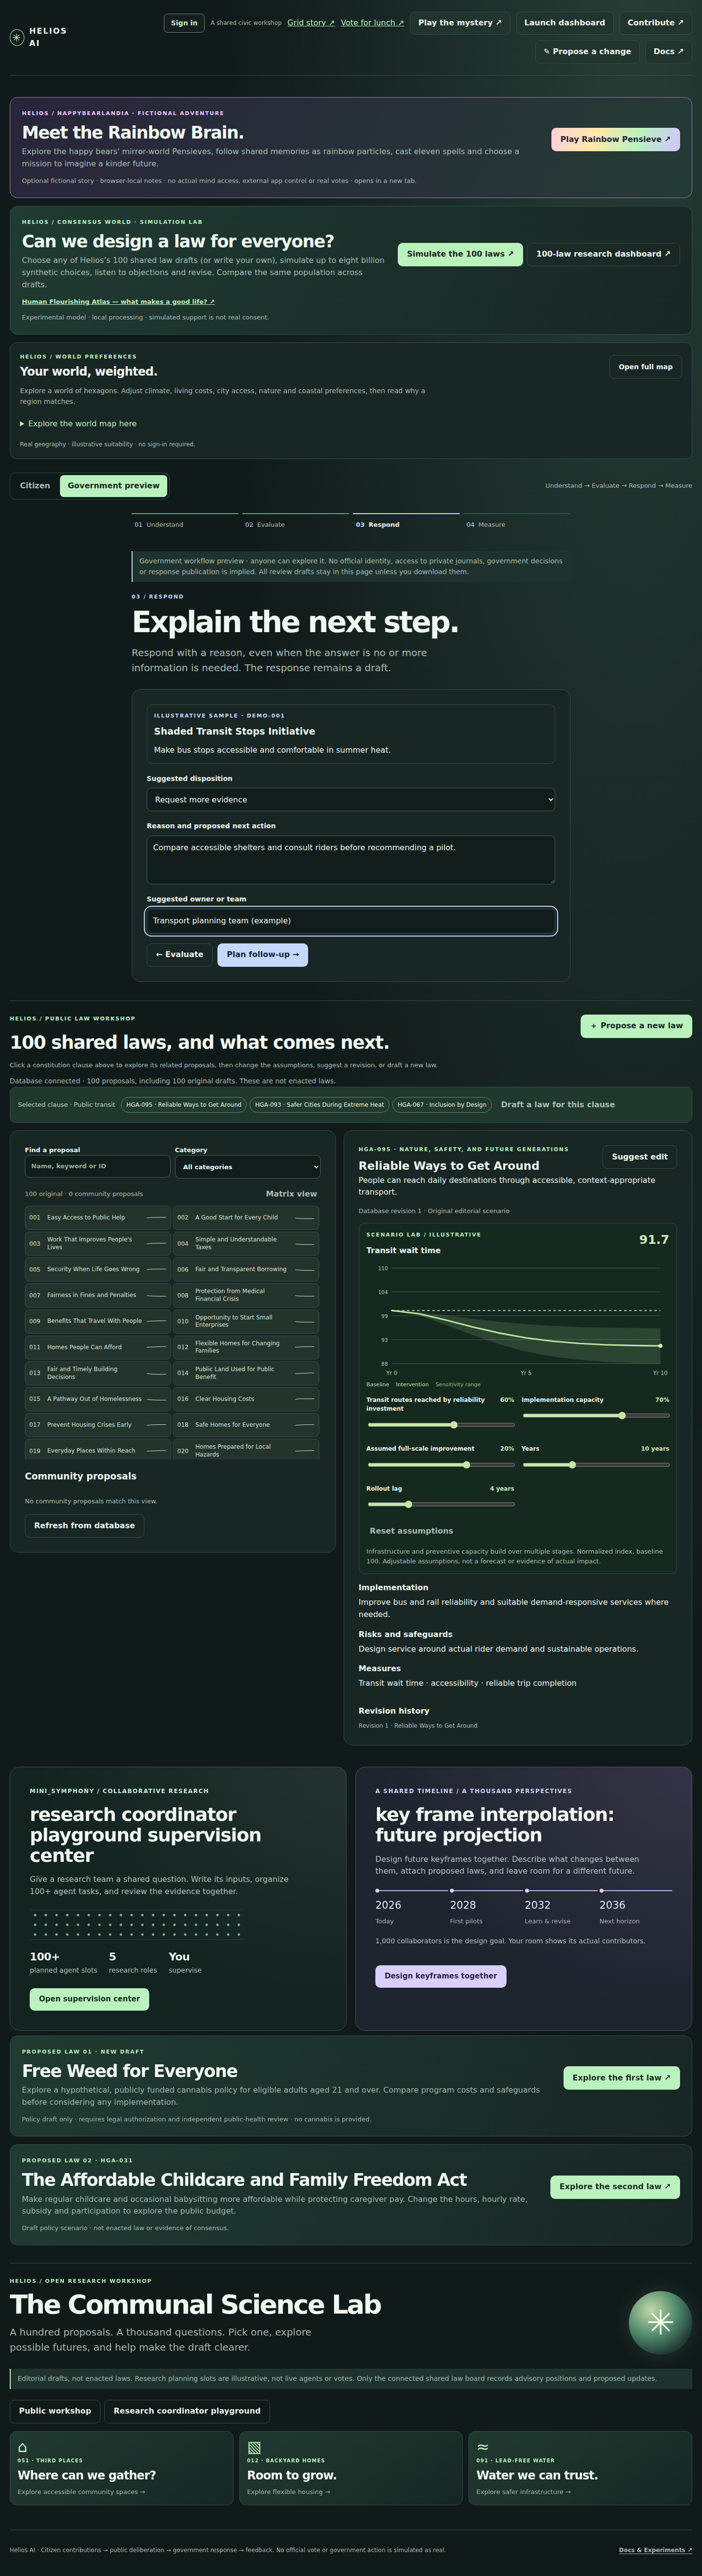 HELIOS
AI
Sign in
A shared civic workshop
Grid story ↗
Vote for lunch ↗
Play the mystery ↗
Launch dashboard
Contribute ↗
✎ Propose a change
Docs ↗
HELIOS / HAPPYBEARLANDIA · FICTIONAL ADVENTURE
Meet the Rainbow Brain.
Explore the happy bears' mirror-world Pensieves, follow shared memories as rainbow particles, cast eleven spells and choose a
mission to imagine a kinder future.
Optional fictional story · browser-local notes · no actual mind access, external app control or real votes · opens in a new tab.
Play Rainbow Pensieve ↗
HELIOS / CONSENSUS WORLD · SIMULATION LAB
Can we design a law for everyone?
Choose any of Helios's 100 shared law drafts (or write your own), simulate up to eight billion
synthetic choices, listen to objections and revise. Compare the same population across
drafts.
Human Flourishing Atlas — what makes a good life? ↗
Experimental model · local processing · simulated support is not real consent.
Simulate the 100 laws ↗
100-law research dashboard ↗
HELIOS / WORLD PREFERENCES
Your world, weighted.
Explore a world of hexagons. Adjust climate, living costs, city access, nature and coastal preferences, then read why a
region matches.
▶ Explore the world map here
Real geography · illustrative suitability · no sign-in required.
Open full map
Citizen
Government preview
Understand → Evaluate → Respond → Measure
01 Understand
02 Evaluate
03 Respond
04 Measure
Government workflow preview · anyone can explore it. No official identity, access to private journals, government decisions
or response publication is implied. All review drafts stay in this page unless you download them.
03 / RESPOND
Explain the next step.
Respond with a reason, even when the answer is no or more
information is needed. The response remains a draft.
ILLUSTRATIVE SAMPLE · DEMO-001
Shaded Transit Stops Initiative
Make bus stops accessible and comfortable in summer heat.
Suggested disposition
Request more evidence
Reason and proposed next action
Compare accessible shelters and consult riders before recommending a pilot.
Suggested owner or team
Transport planning team (example)
← Evaluate
Plan follow-up →
HELIOS / PUBLIC LAW WORKSHOP
100 shared laws, and what comes next.
+ Propose a new law
Click a constitution clause above to explore its related proposals, then change the assumptions, suggest a revision, or draft a new law.
Database connected · 100 proposals, including 100 original drafts. These are not enacted laws.
Selected clause · Public transit
HGA-095 · Reliable Ways to Get Around
HGA-093 · Safer Cities During Extreme Heat
HGA-067 · Inclusion by Design
Draft a law for this clause
Find a proposal
Category
Name, keyword or ID
All categories
100 original · 0 community proposals
Matrix view
001 Easy Access to Public Help
002 A Good Start for Every Child
003 Work That Improves People's
Lives
004 Simple and Understandable
Taxes
005 Security When Life Goes Wrong
006 Fair and Transparent Borrowing
007 Fairness in Fines and Penalties
008 Protection from Medical
Financial Crisis
009 Benefits That Travel With People
010 Opportunity to Start Small
Enterprises
011 Homes People Can Afford
012 Flexible Homes for Changing
Families
013 Fair and Timely Building
Decisions
014 Public Land Used for Public
Benefit
015 A Pathway Out of Homelessness
016 Clear Housing Costs
017 Prevent Housing Crises Early
018 Safe Homes for Everyone
019 Everyday Places Within Reach
020 Homes Prepared for Local
Hazards
Community proposals
No community proposals match this view.
Refresh from database
HGA-095 · NATURE, SAFETY, AND FUTURE GENERATIONS
Reliable Ways to Get Around
Suggest edit
People can reach daily destinations through accessible, context-appropriate
transport.
Database revision 1 · Original editorial scenario
SCENARIO LAB / ILLUSTRATIVE
91.7
Transit wait time
110
104
99
93
88
Yr 0
Yr 5
Yr 10
Baseline
Intervention
Sensitivity range
Transit routes reached by reliability
investment
60%
Implementation capacity
70%
Assumed full-scale improvement
20%
Years
10 years
Rollout lag
4 years
Reset assumptions
Infrastructure and preventive capacity build over multiple stages. Normalized index, baseline
100. Adjustable assumptions, not a forecast or evidence of actual impact.
Implementation
Improve bus and rail reliability and suitable demand-responsive services where
needed.
Risks and safeguards
Design service around actual rider demand and sustainable operations.
Measures
Transit wait time · accessibility · reliable trip completion
Revision history
Revision 1 · Reliable Ways to Get Around
MINI_SYMPHONY / COLLABORATIVE RESEARCH
research coordinator
playground supervision
center
Give a research team a shared question. Write its inputs, organize
100+ agent tasks, and review the evidence together.
100+
planned agent slots
5
research roles
You
supervise
Open supervision center
A SHARED TIMELINE / A THOUSAND PERSPECTIVES
key frame interpolation:
future projection
Design future keyframes together. Describe what changes between
them, attach proposed laws, and leave room for a different future.
2026
Today
2028
First pilots
2032
Learn & revise
2036
Next horizon
1,000 collaborators is the design goal. Your room shows its actual contributors.
Design keyframes together
PROPOSED LAW 01 · NEW DRAFT
Free Weed for Everyone
Explore a hypothetical, publicly funded cannabis policy for eligible adults aged 21 and over. Compare program costs and safeguards
before considering any implementation.
Policy draft only · requires legal authorization and independent public-health review · no cannabis is provided.
Explore the first law ↗
PROPOSED LAW 02 · HGA-031
The Affordable Childcare and Family Freedom Act
Make regular childcare and occasional babysitting more affordable while protecting caregiver pay. Change the hours, hourly rate,
subsidy and participation to explore the public budget.
Draft policy scenario · not enacted law or evidence of consensus.
Explore the second law ↗
HELIOS / OPEN RESEARCH WORKSHOP
The Communal Science Lab
A hundred proposals. A thousand questions. Pick one, explore
possible futures, and help make the draft clearer.
Editorial drafts, not enacted laws. Research planning slots are illustrative, not live agents or votes. Only the connected shared law board records advisory positions and proposed updates.
Public workshop
Research coordinator playground
051 · THIRD PLACES
Where can we gather?
Explore accessible community spaces →
012 · BACKYARD HOMES
Room to grow.
Explore flexible housing →
091 · LEAD-FREE WATER
Water we can trust.
Explore safer infrastructure →
Helios AI · Citizen contributions → public deliberation → government response → feedback. No official vote or government action is simulated as real.
Docs & Experiments ↗